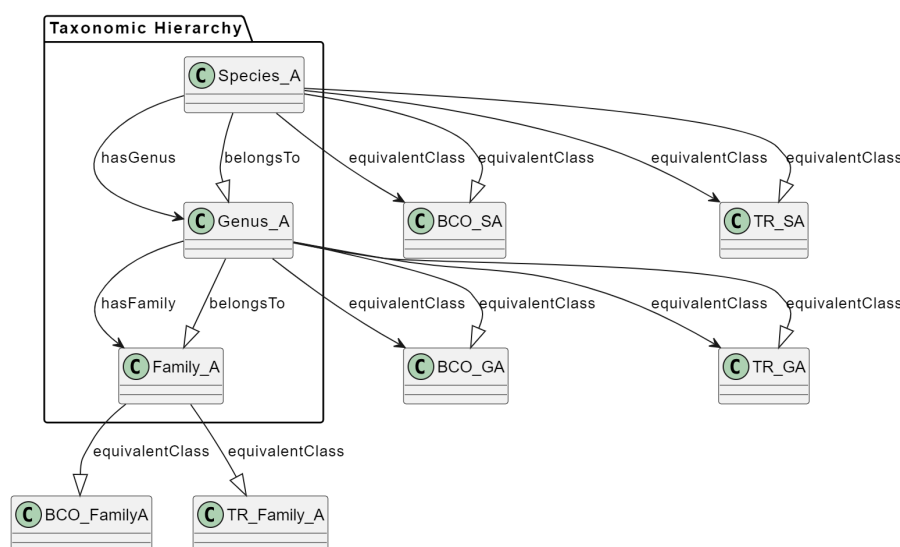 Taxonomic Hierarchy
C Species_A
hasGenus
belongsTo
equivalentClass
equivalentClass
equivalentClass
equivalentClass
C Genus_A
C BCO_SA
C TR_SA
hasFamily
belongsTo
equivalentClass
equivalentClass
equivalentClass
equivalentClass
C Family_A
C BCO_GA
C TR_GA
equivalentClass
equivalentClass
C BCO_FamilyA
C TR_Family_A